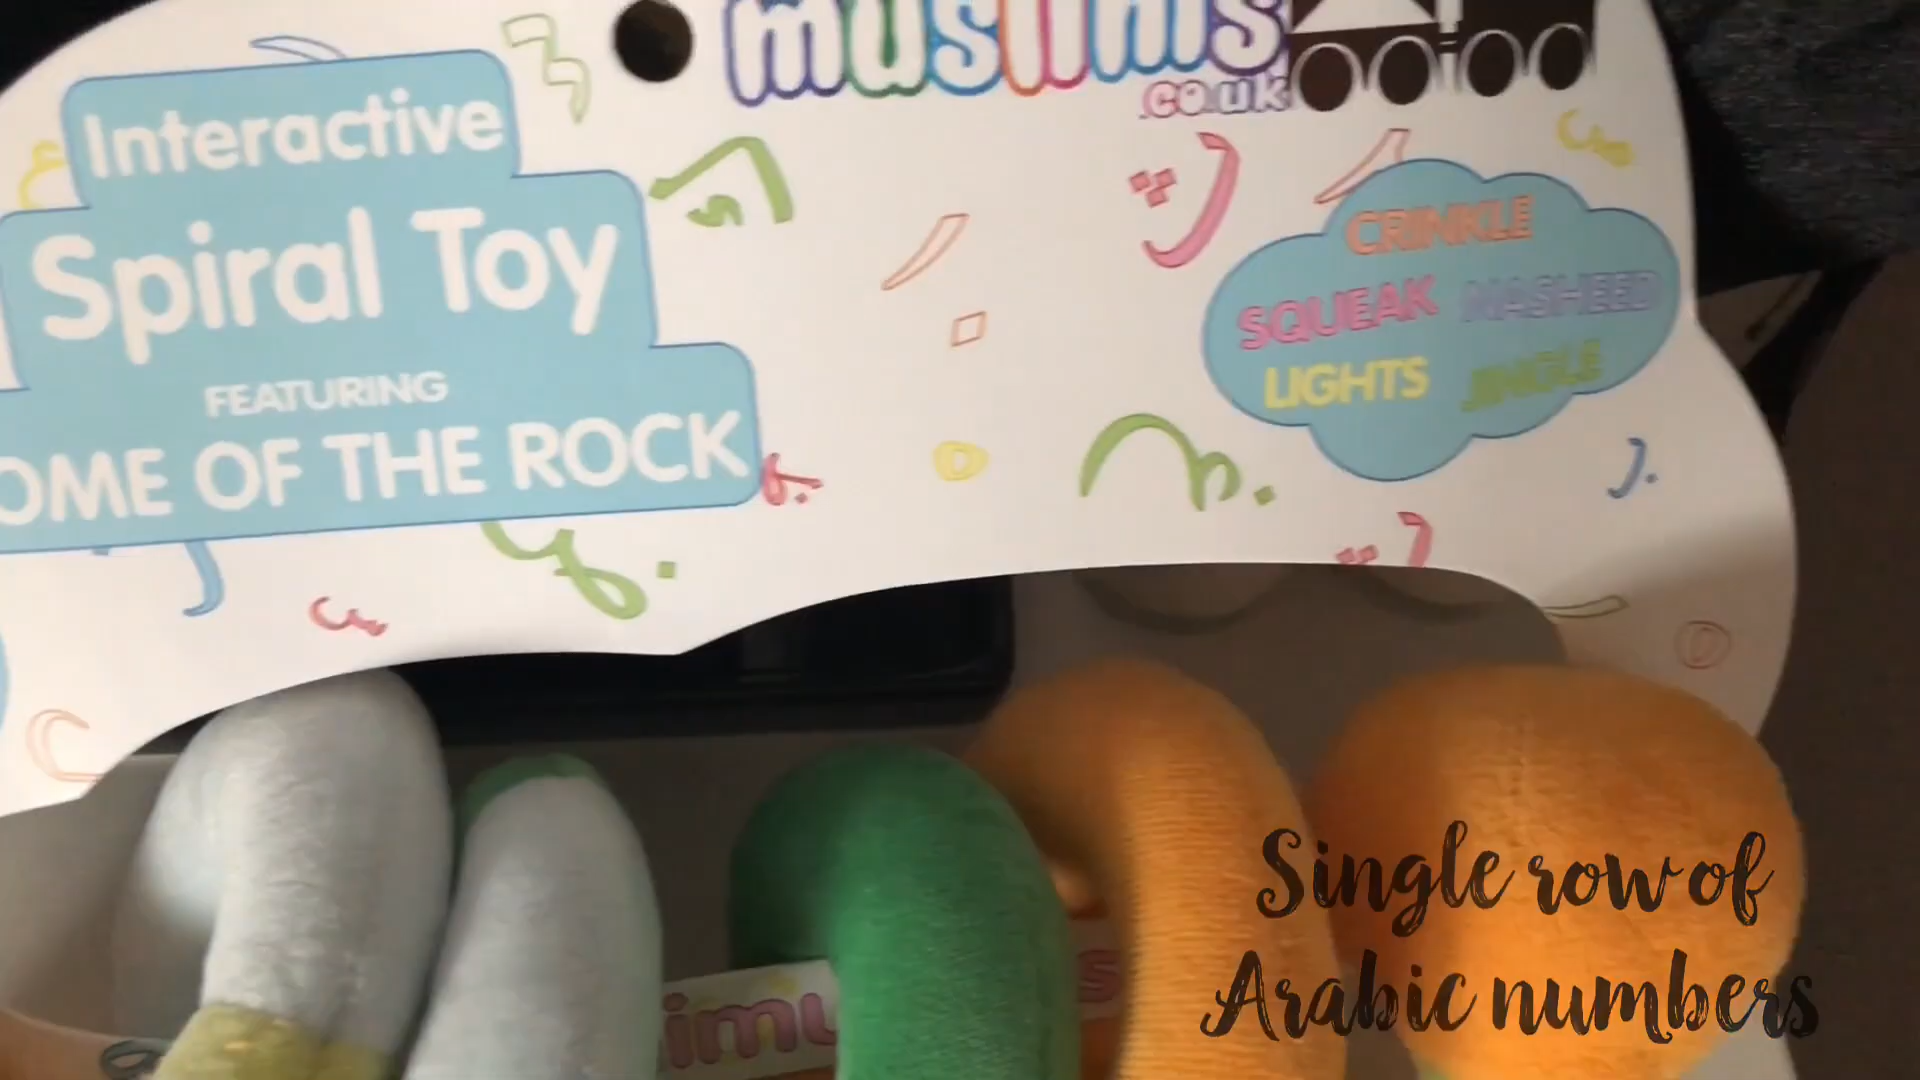 muslims
.co.uk
Interactive
Spiral Toy
FEATURING
OME OF THE ROCK
CRINKLE
SQUEAK NASHEED
LIGHTS JINGLE
imu
s
Single row of
Arabic numbers